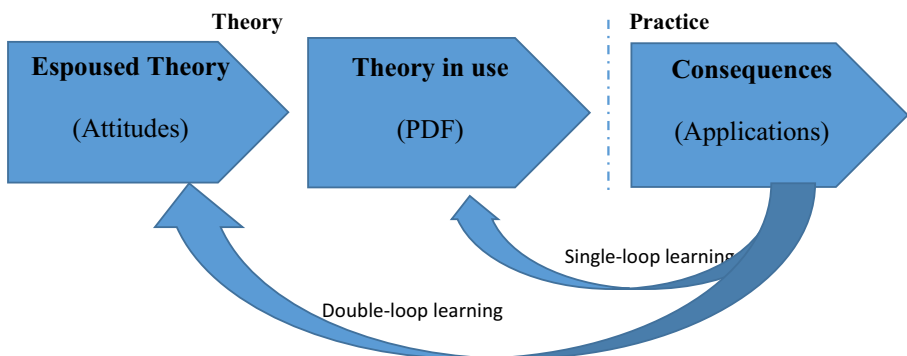 Theory
Practice
Espoused Theory
(Attitudes)
Theory in use
(PDF)
Consequences
(Applications)
Single-loop learning
Double-loop learning